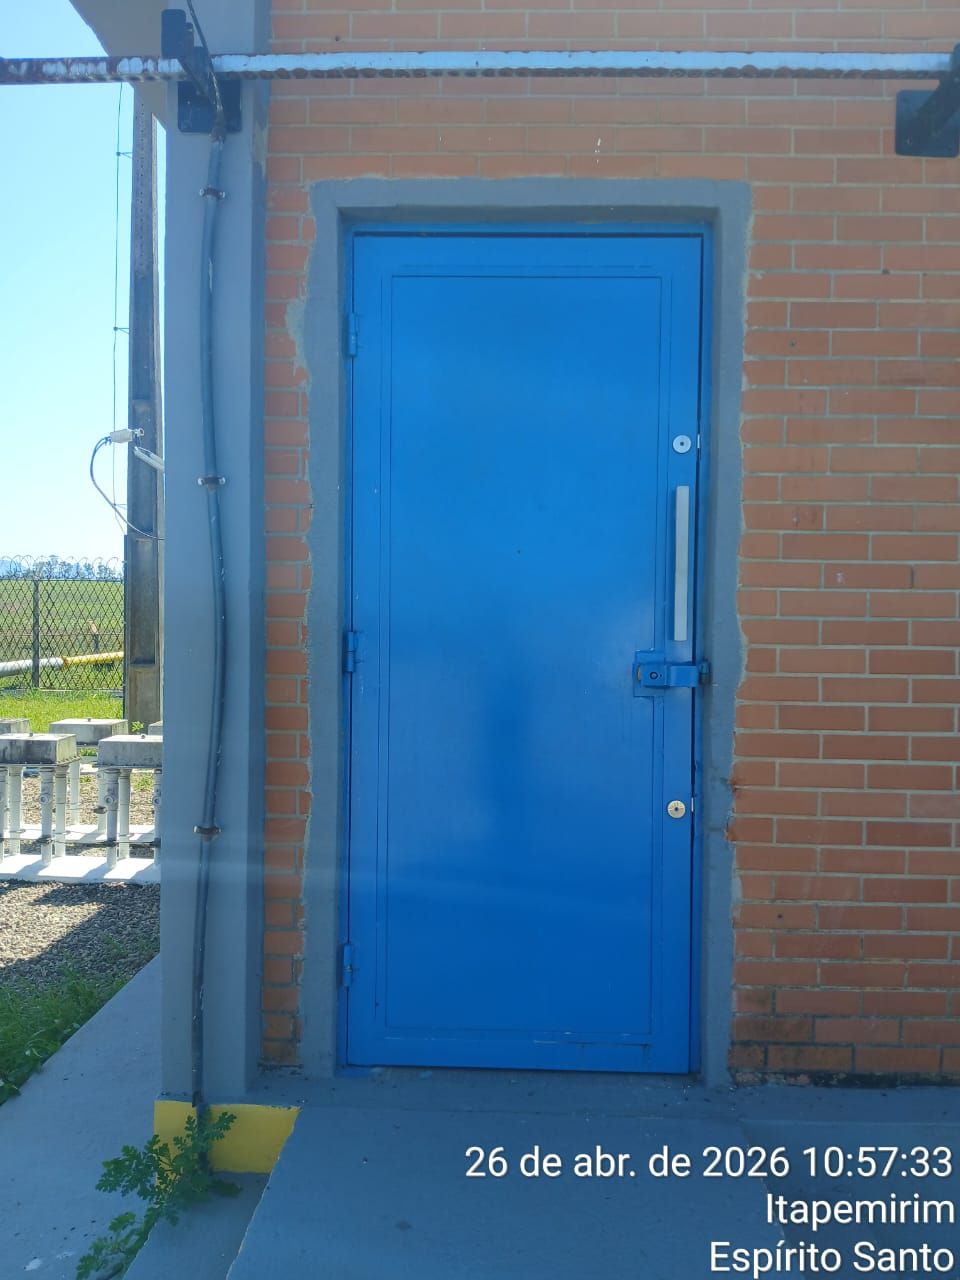 26 de abr. de 2026 10:57:33
Itapemirim
Espírito Santo